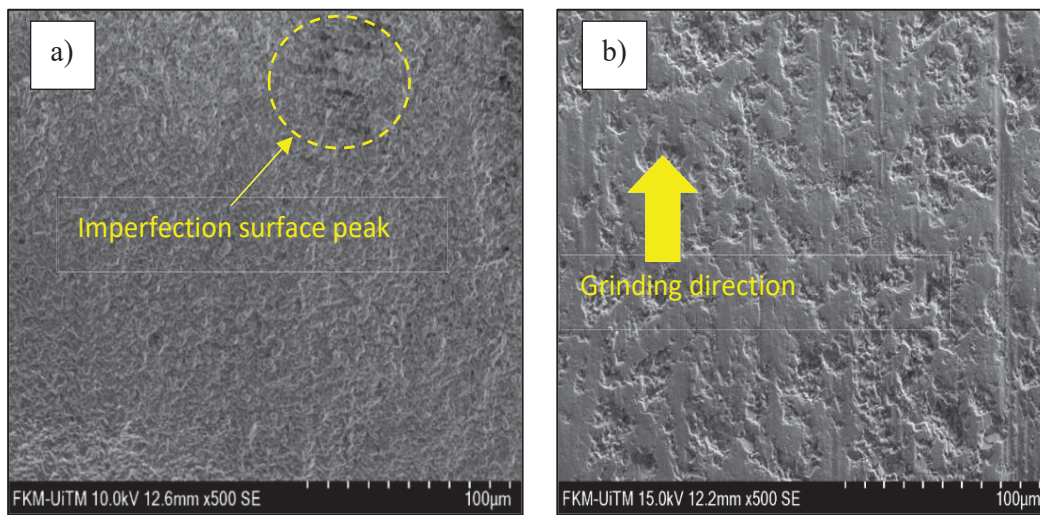 a)
Imperfection surface peak
FKM-UiTM 10.0kV 12.6mm x500 SE 100µm
b)
Grinding direction
FKM-UiTM 15.0kV 12.2mm x500 SE 100µm